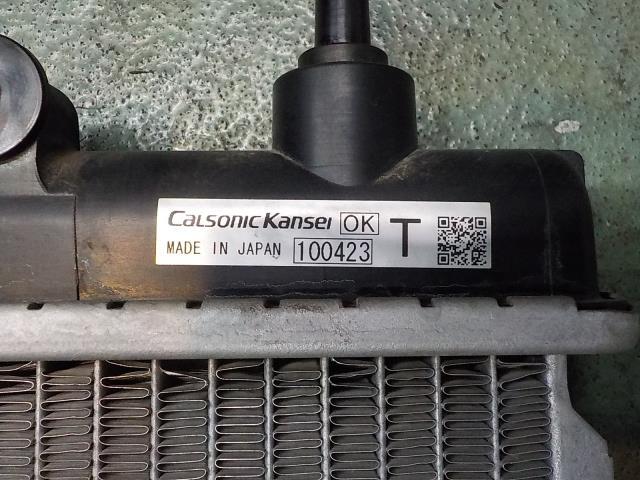 CalsonicKansei OK T
MADE IN JAPAN 100423